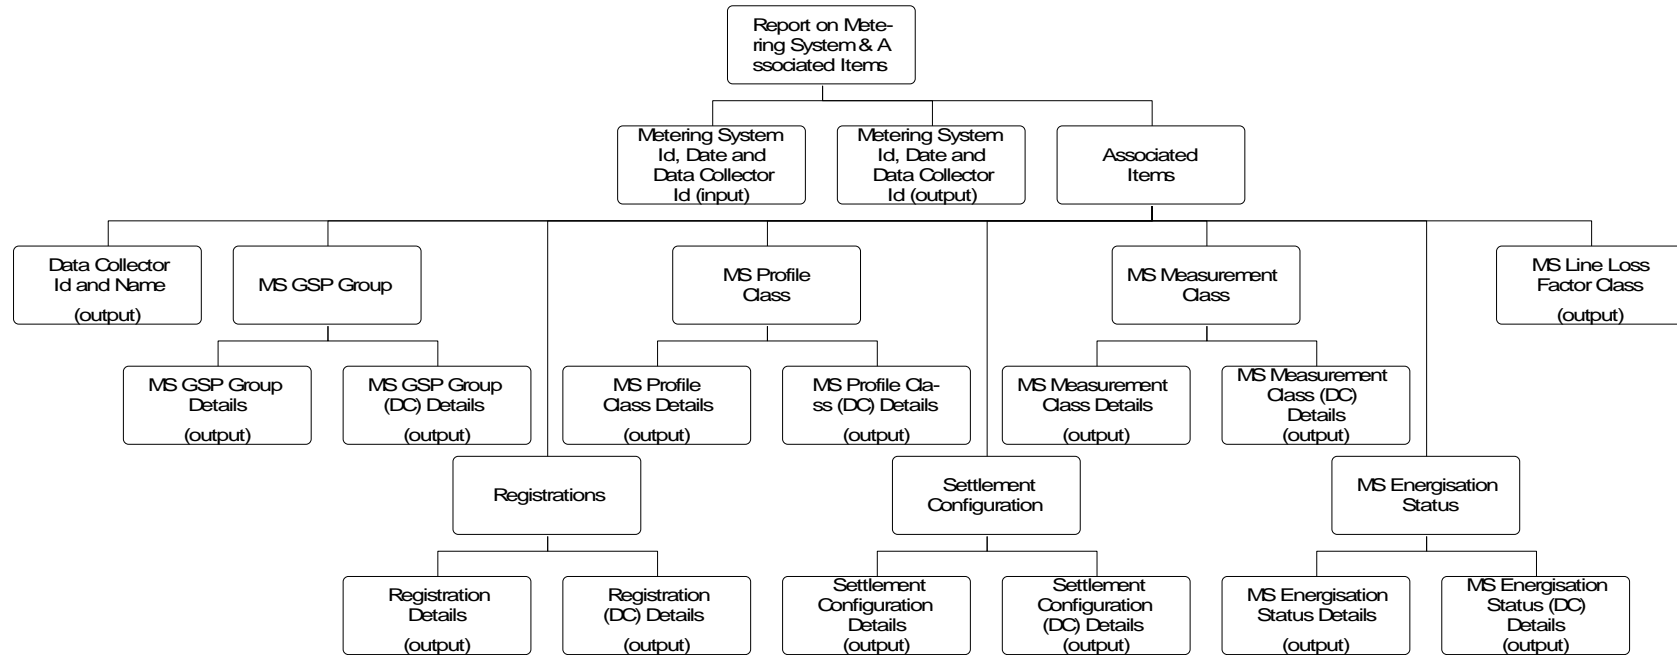 Report on Mete-
ring System & A
ssociated Items
Metering System
Id, Date and
Data Collector
Id (input)
Metering System
Id, Date and
Data Collector
Id (output)
Associated
Items
Data Collector
Id and Name
(output)
MS GSP Group
MS Profile
Class
MS Measurement
Class
MS Line Loss
Factor Class
(output)
MS GSP Group
Details
(output)
MS GSP Group
(DC) Details
(output)
MS Profile
Class Details
(output)
MS Profile Cla-
ss (DC) Details
(output)
MS Measurement
Class Details
(output)
MS Measurement
Class (DC)
Details
(output)
Registrations
Settlement
Configuration
MS Energisation
Status
Registration
Details
(output)
Registration
(DC) Details
(output)
Settlement
Configuration
Details
(output)
Settlement
Configuration
(DC) Details
(output)
MS Energisation
Status Details
(output)
MS Energisation
Status (DC)
Details
(output)